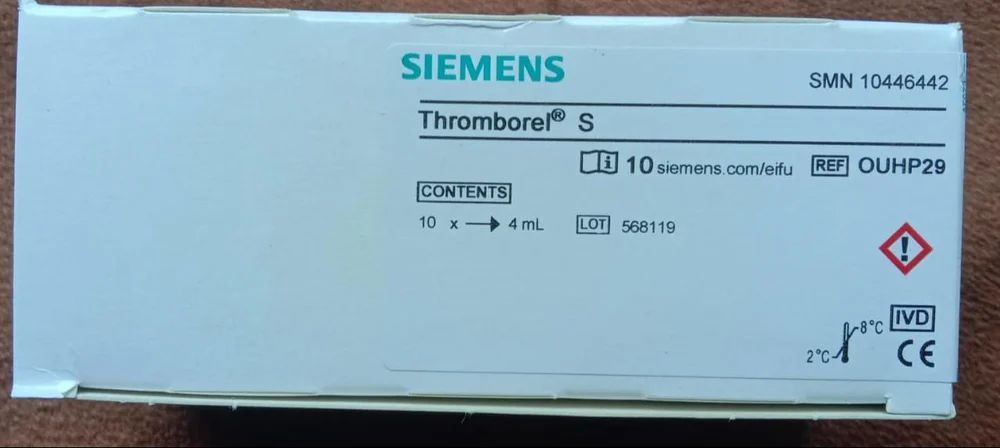 SIEMENS
SMN 10446442
Thromborel® S
10 siemens.com/eifu REF OUHP29
CONTENTS
10 x 4 mL LOT 568119
8°C IVD
2°C CE